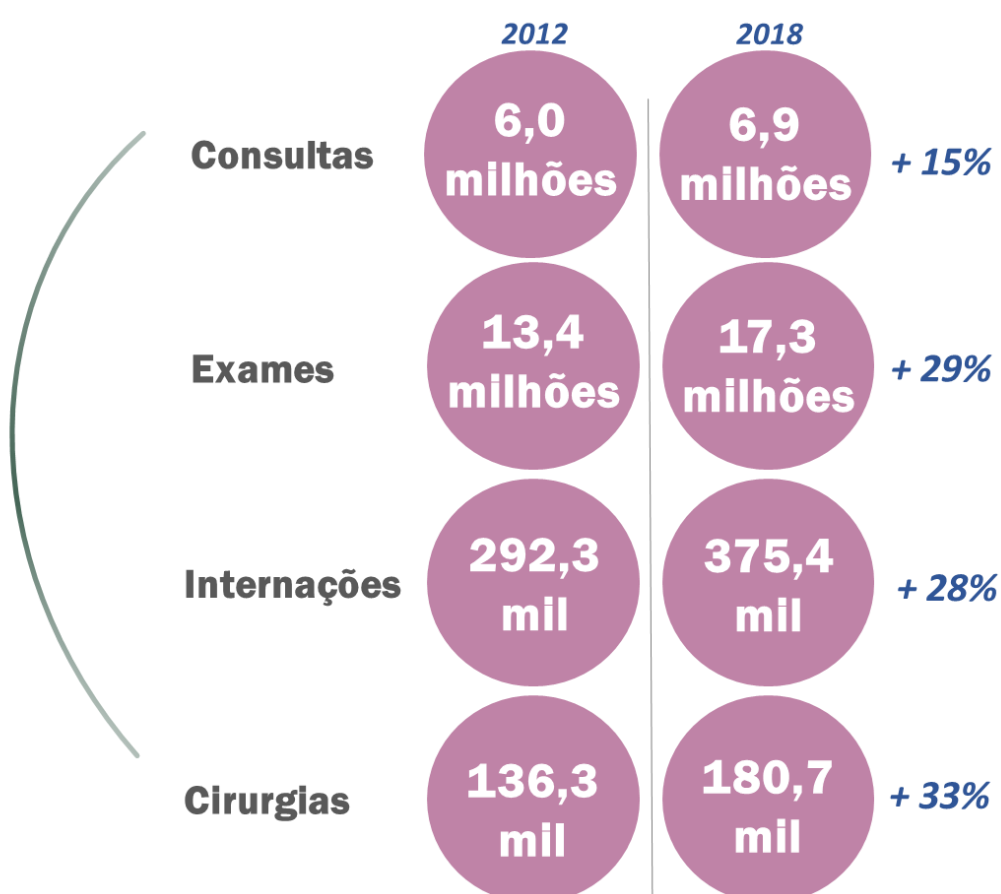 2012 2018
Consultas
6,0
milhões
6,9
milhões
+ 15%
Exames
13,4
milhões
17,3
milhões
+ 29%
Internações
292,3
mil
375,4
mil
+ 28%
Cirurgias
136,3
mil
180,7
mil
+ 33%